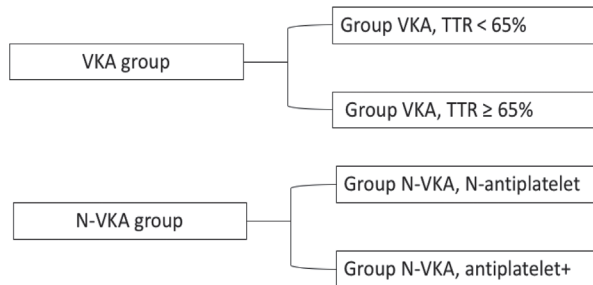 Group VKA, TTR < 65%
VKA group
Group VKA, TTR ≥ 65%
Group N-VKA, N-antiplatelet
N-VKA group
Group N-VKA, antiplatelet+